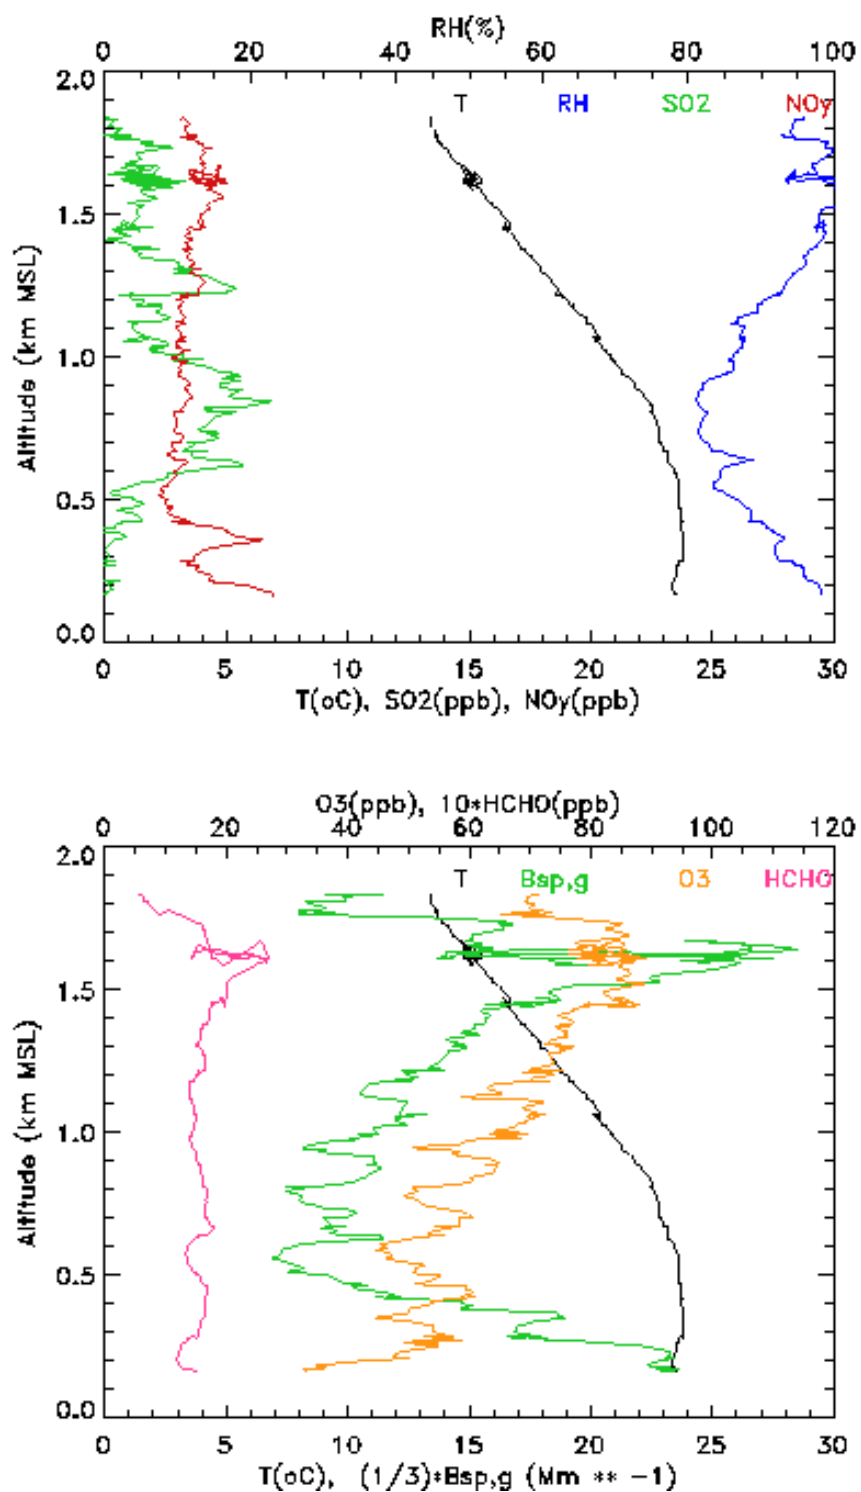 RH(%)
0 20 40 60 80 100
2.0
T RH SO2 NOy
1.5
Altitude (km MSL)
1.0
0.5
0.0
0 5 10 15 20 25 30
T(oC), SO2(ppb), NOy(ppb)
O3(ppb), 10*HCHO(ppb)
0 20 40 60 80 100 120
2.0
T Bsp,g O3 HCHO
1.5
Altitude (km MSL)
1.0
0.5
0.0
0 5 10 15 20 25 30
T(oC), (1/3)*Bsp,g (Mm ** -1)